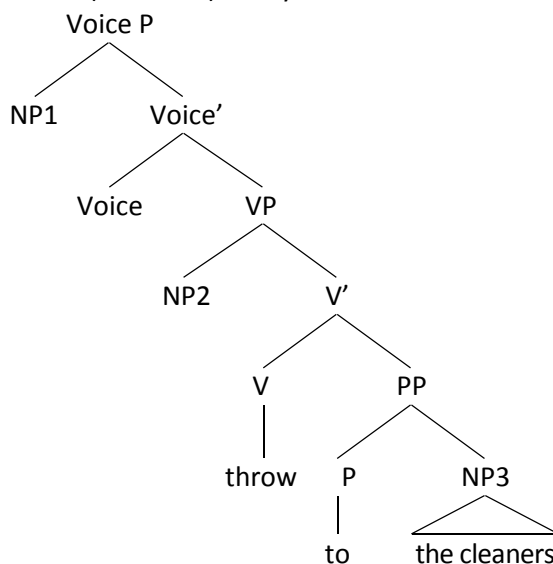 Voice P
NP1 Voice’
Voice VP
NP2 V’
V PP
throw P NP3
to the cleaners